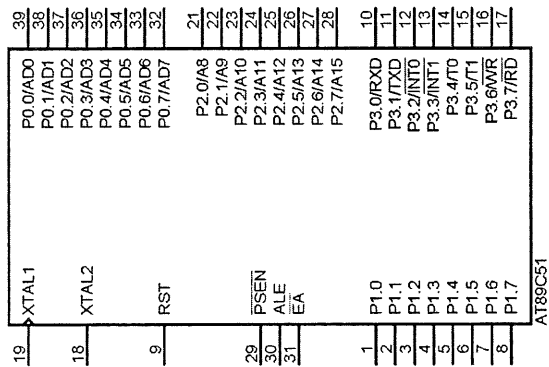 39 38 37 36 35 34 33 32 21 22 23 24 25 26 27 28 10 11 12 13 14 15 16 17
P0.0/AD0
P0.1/AD1
P0.2/AD2
P0.3/AD3
P0.4/AD4
P0.5/AD5
P0.6/AD6
P0.7/AD7
P2.0/A8
P2.1/A9
P2.2/A10
P2.3/A11
P2.4/A12
P2.5/A13
P2.6/A14
P2.7/A15
P3.0/RXD
P3.1/TXD
P3.2/INT0
P3.3/INT1
P3.4/T0
P3.5/T1
P3.6/WR
P3.7/RD
XTAL1
XTAL2
RST
PSEN
ALE
EA
P1.0
P1.1
P1.2
P1.3
P1.4
P1.5
P1.6
P1.7
19 18 9 29 30 31 1 2 3 4 5 6 7 8
AT89C51